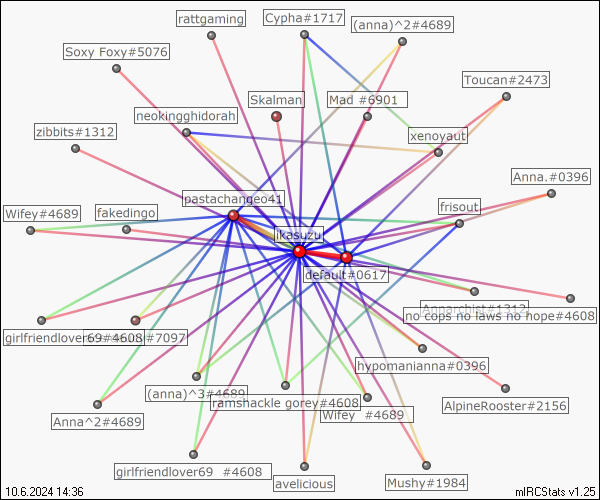 rattgaming
Cypha#1717
(anna)^2#4689
Soxy Foxy#5076
Toucan#2473
Skalman
Mad #6901
neokingghidorah
zibbits#1312
xenoyaut
Anna.#0396
pastachangeo41
frisout
Wifey#4689
fakedingo
ikasuzu
default#0617
Annarchist#1312
no cops no laws no hope#4608
girlfriendlover69#4608
#7097
hypomanianna#0396
(anna)^3#4689
ramshackle gorey#4608
Wifey #4689
AlpineRooster#2156
Anna^2#4689
girlfriendlover69 #4608
avelicious
Mushy#1984
10.6.2024 14:36
mIRCStats v1.25